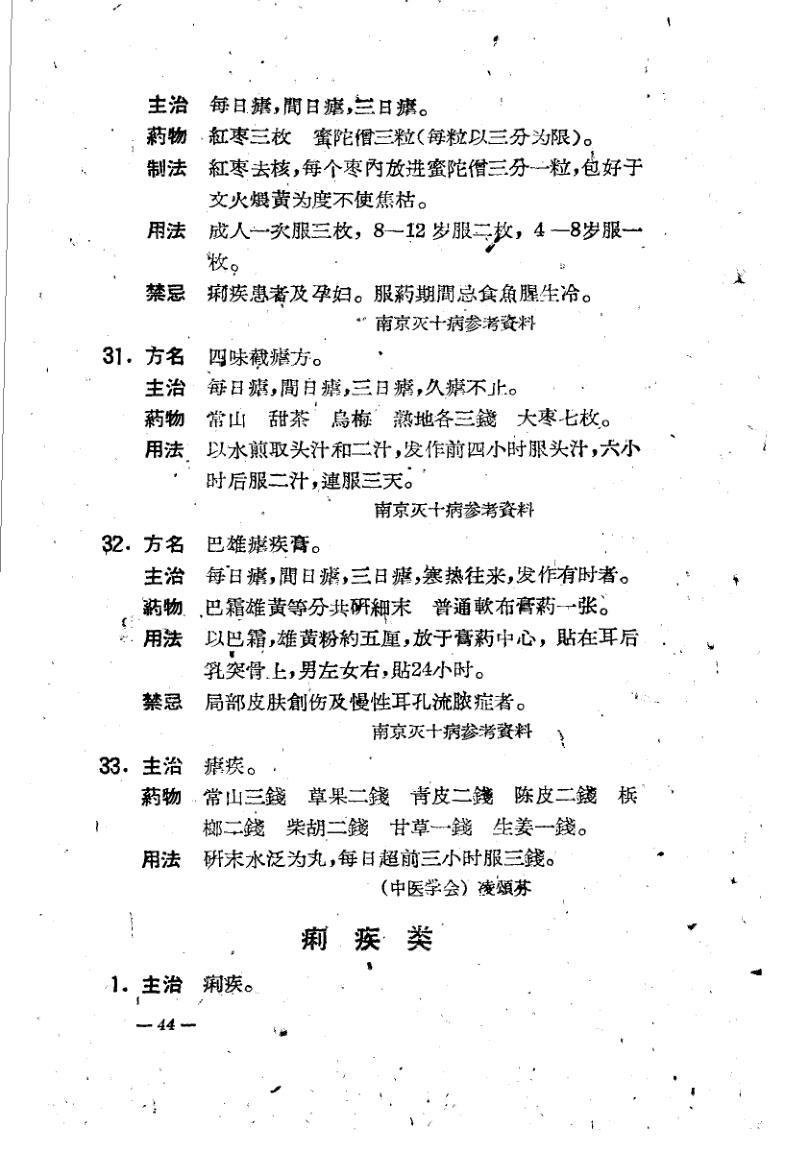 主治 每日瘧,間日瘧,三日瘧。
葯物 紅枣三枚 蜜陀僧三粒(每粒以三分为限)。
制法 紅枣去核,每个枣內放进蜜陀僧三分一粒,包好于
文火煨黄为度不使焦枯。
用法 成人一次服三枚, 8—12岁服二枚, 4—8岁服一
枚。
禁忌 痢疾患者及孕妇。服葯期間忌食魚腥生冷。
南京灭十病参考資料
31. 方名 四味截瘧方。
主治 每日瘧,間日瘧,三日瘧,久瘧不止。
葯物 常山 甜茶 烏梅 熟地各三錢 大枣七枚。
用法 以水煎取头汁和二汁,发作前四小时服头汁,六小
时后服二汁,連服三天。
南京灭十病参考資料
32. 方名 巴雄瘧疾膏。
主治 每日瘧,間日瘧,三日瘧,寒热往来,发作有时者。
葯物 巴霜雄黄等分共研細末 普通軟布膏葯一张。
用法 以巴霜,雄黄粉約五厘,放于膏葯中心, 貼在耳后
乳突骨上,男左女右,貼24小时。
禁忌 局部皮肤創伤及慢性耳孔流脓症者。
南京灭十病参考資料
33. 主治 瘧疾。
葯物 常山三錢 草果二錢 青皮二錢 陈皮二錢 槟
榔二錢 柴胡二錢 甘草一錢 生姜一錢。
用法 研末水泛为丸,每日超前三小时服三錢。
(中医学会) 凌頌芬
痢疾类
1. 主治 痢疾。
—44—